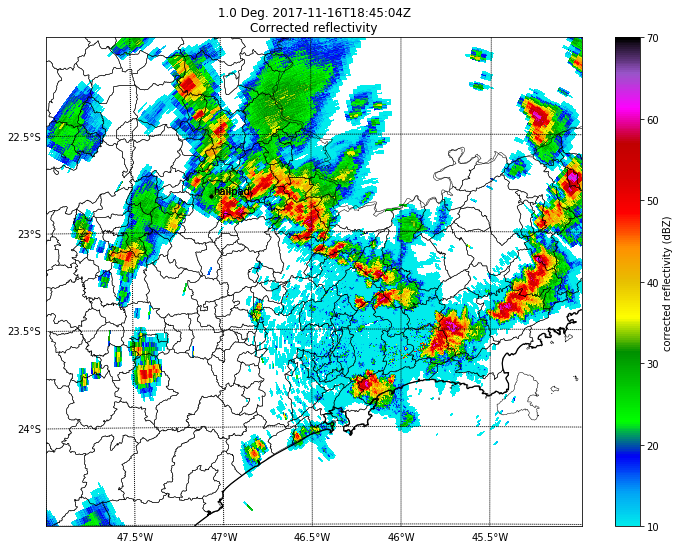 1.0 Deg. 2017-11-16T18:45:04Z
Corrected reflectivity
22.5°S
23°S
23.5°S
24°S
47.5°W
47°W
46.5°W
46°W
45.5°W
hailpad
70
60
50
40
30
20
10
corrected reflectivity (dBZ)